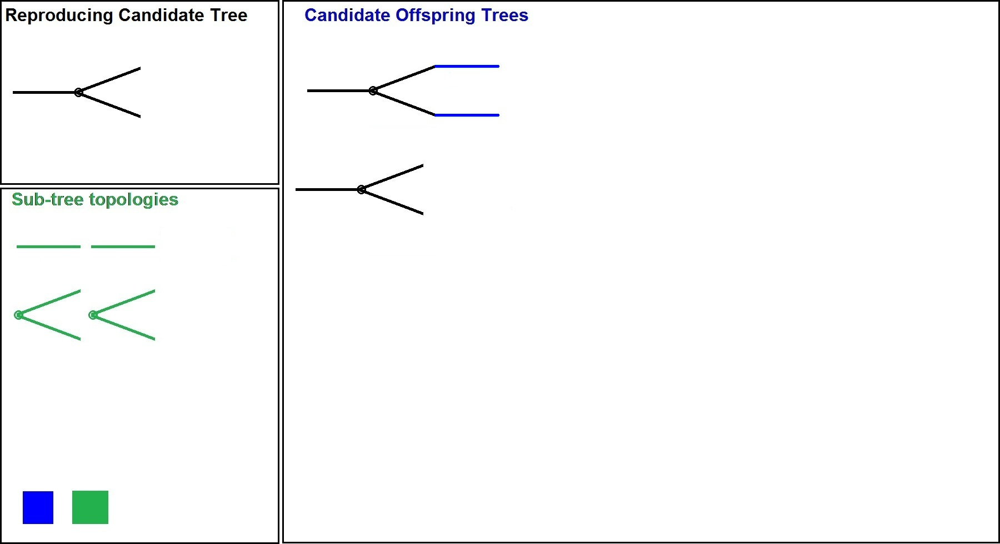 Reproducing Candidate Tree
Candidate Offspring Trees
Sub-tree topologies